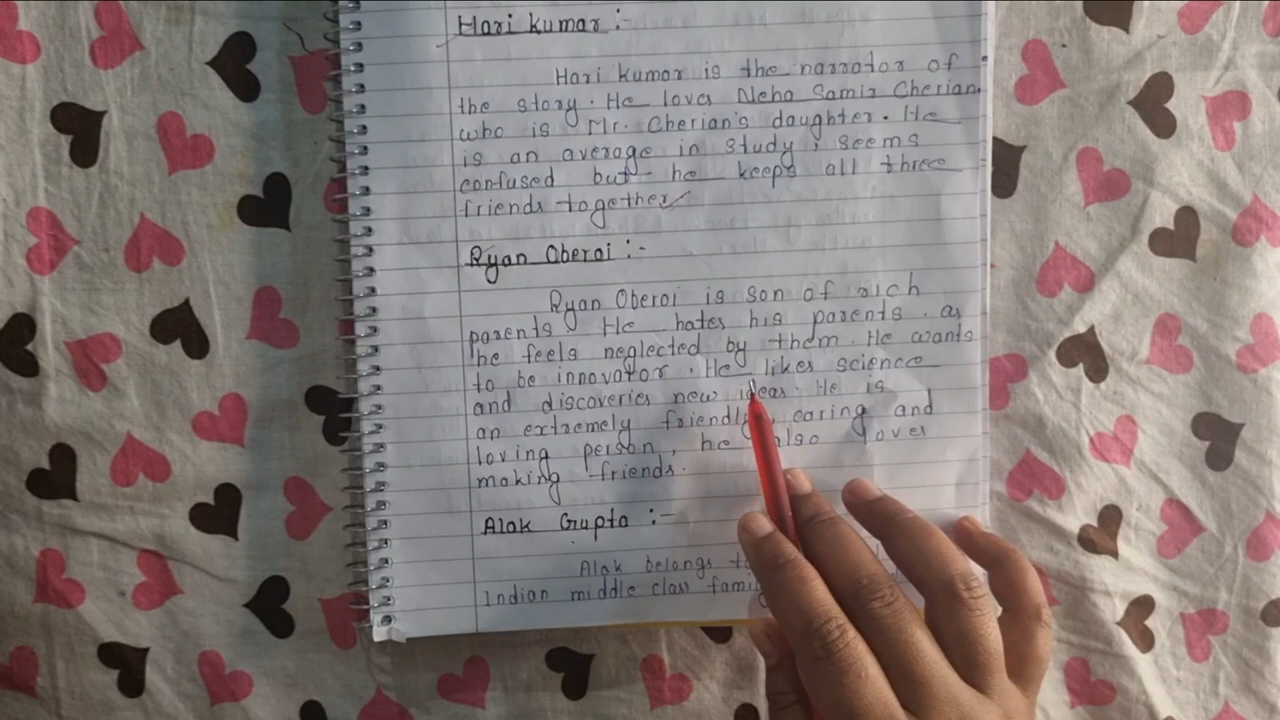 Hari Kumar :-
Hari Kumar is the narrator of
the story. He loves Neha Samir Cherian
who is Mr. Cherian's daughter. He
is an average in study, seems
confused but he keeps all three
friends together
Ryan Oberoi :-
Ryan Oberoi is son of rich
parents He hates his parents as
he feels neglected by them. He wants
to be innovator. He likes science
and discoveries new ideas. He is
an extremely friendly, caring and
loving person, he also loves
making friends.
Alok Gupta :-
Alok belongs
Indian middle class